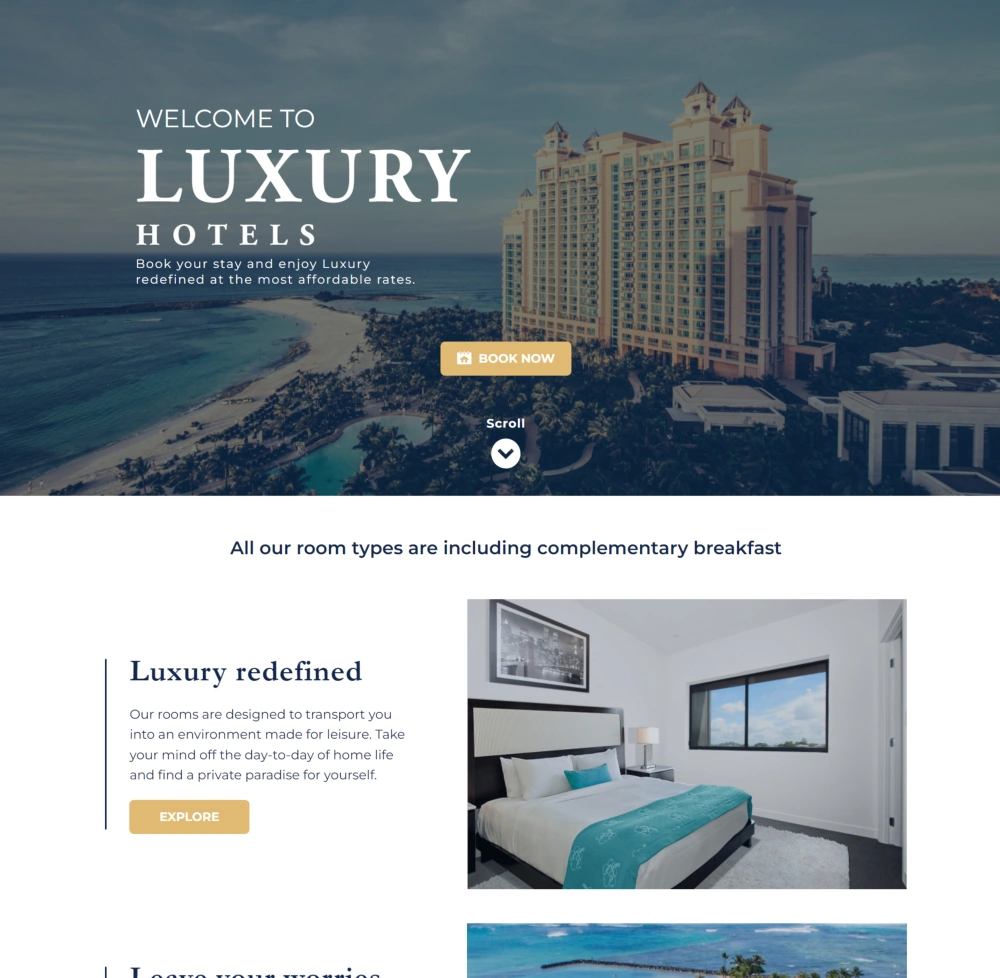 WELCOME TO
LUXURY
HOTELS
Book your stay and enjoy Luxury
redefined at the most affordable rates.
BOOK NOW
Scroll
All our room types are including complementary breakfast
Luxury redefined
Our rooms are designed to transport you
into an environment made for leisure. Take
your mind off the day-to-day of home life
and find a private paradise for yourself.
EXPLORE
Leave your worries